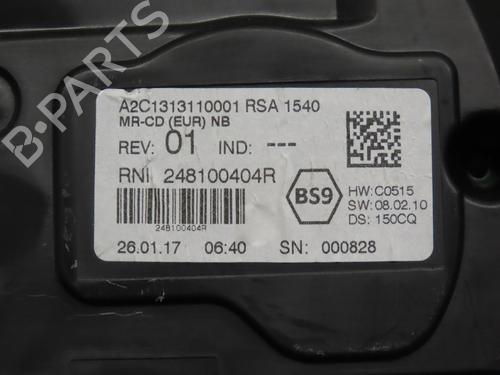 A2C1313110001 RSA 1540
MR-CD (EUR) NB
REV: 01 IND: ---
RNI 248100404R
BS9
HW: C0515
SW: 08.02.10
DS: 150CQ
248100404R
26.01.17 06:40 SN: 000828
B-PARTS